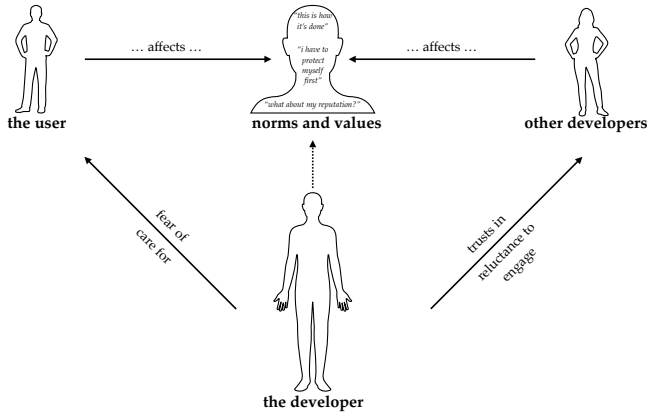 "this is how
it's done"
"i have to
protect
myself
first"
"what about my reputation?"
… affects …
… affects …
the user
norms and values
other developers
fear of
care for
trusts in
reluctance to
engage
the developer